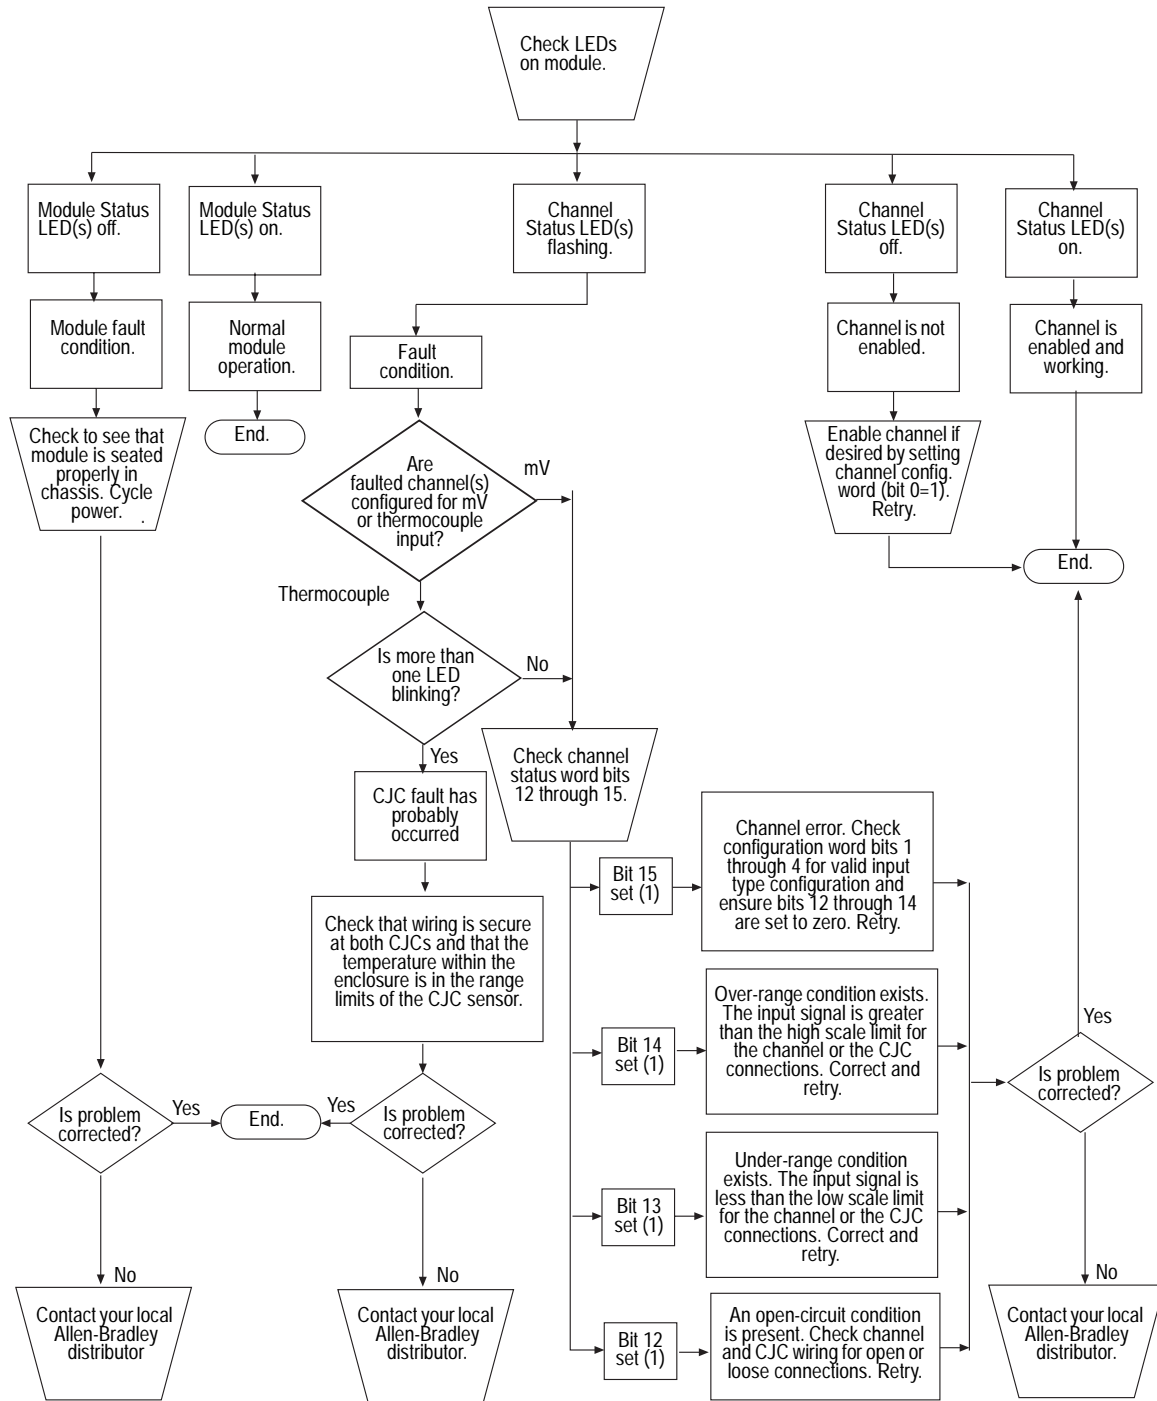 Check LEDs
on module.
Module Status
LED(s) off.
Module Status
LED(s) on.
Channel
Status LED(s)
flashing.
Channel
Status LED(s)
off.
Channel
Status LED(s)
on.
Module fault
condition.
Normal
module
operation.
Fault
condition.
Channel is not
enabled.
Channel is
enabled and
working.
Check to see that
module is seated
properly in
chassis. Cycle
power.
.
End.
Are
faulted channel(s)
configured for mV
or thermocouple
input?
mV
Enable channel if
desired by setting
channel config.
word (bit 0=1).
Retry.
End.
Thermocouple
Is more than
one LED
blinking?
No
Yes
Check channel
status word bits
12 through 15.
CJC fault has
probably
occurred
Bit 15
set (1)
Channel error. Check
configuration word bits 1
through 4 for valid input
type configuration and
ensure bits 12 through 14
are set to zero. Retry.
Check that wiring is secure
at both CJCs and that the
temperature within the
enclosure is in the range
limits of the CJC sensor.
Bit 14
set (1)
Over-range condition exists.
The input signal is greater
than the high scale limit for
the channel or the CJC
connections. Correct and
retry.
Yes
Is problem
corrected?
Is problem
corrected?
Yes
End.
Yes
Is problem
corrected?
Bit 13
set (1)
Under-range condition
exists. The input signal is
less than the low scale limit
for the channel or the CJC
connections. Correct and
retry.
No
No
No
Contact your local
Allen-Bradley
distributor
Contact your local
Allen-Bradley
distributor.
Bit 12
set (1)
An open-circuit condition
is present. Check channel
and CJC wiring for open or
loose connections. Retry.
Contact your local
Allen-Bradley
distributor.